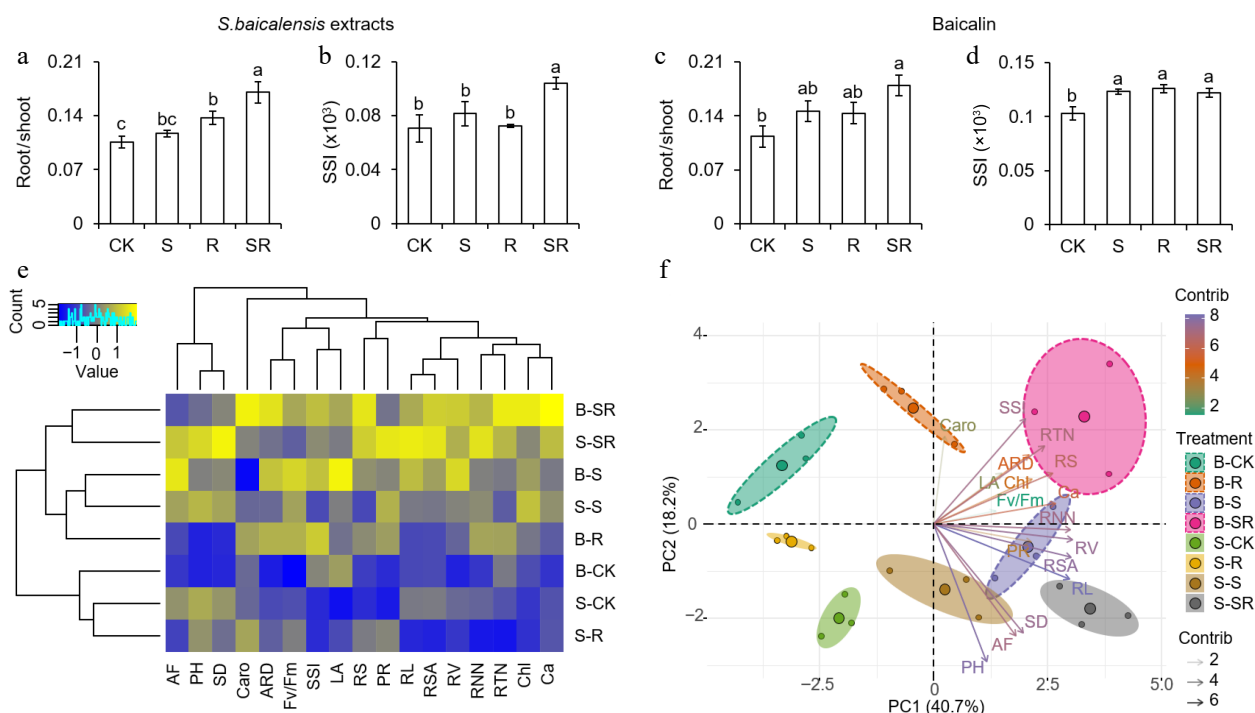 S.baicalensis extracts
Baicalin
a
b
c
d
0.21
0.14
0.07
0
Root/shoot
c
bc
b
a
CK
S
R
SR
0.12
0.08
0.04
0
SSI (x10³)
b
b
b
a
CK
S
R
SR
0.21
0.14
0.07
0
Root/shoot
b
ab
ab
a
CK
S
R
SR
0.15
0.1
0.05
0
SSI (×10³)
b
a
a
a
CK
S
R
SR
e
Count
5
0
−1 0 1
Value
B-SR
S-SR
B-S
S-S
B-R
B-CK
S-CK
S-R
AF
PH
SD
Caro
ARD
Fv/Fm
SSI
LA
RS
PR
RL
RSA
RV
RNN
RTN
Chl
Ca
f
4
2
0
−2
PC2 (18.2%)
−2.5
0
2.5
5.0
PC1 (40.7%)
Caro
SSI
RTN
ARD
RS
LA Chl
Ca
Fv/Fm
RNN
PR
RV
RSA
RL
SD
AF
PH
Contrib
8
6
4
2
Treatment
B-CK
B-R
B-S
B-SR
S-CK
S-R
S-S
S-SR
Contrib
2
4
6